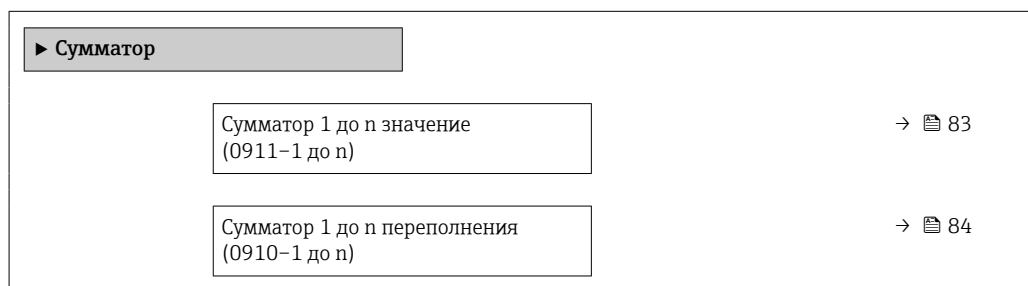 ▶ Сумматор
Сумматор 1 до n значение
(0911–1 до n)
→ 83
Сумматор 1 до n переполнения
(0910–1 до n)
→ 84